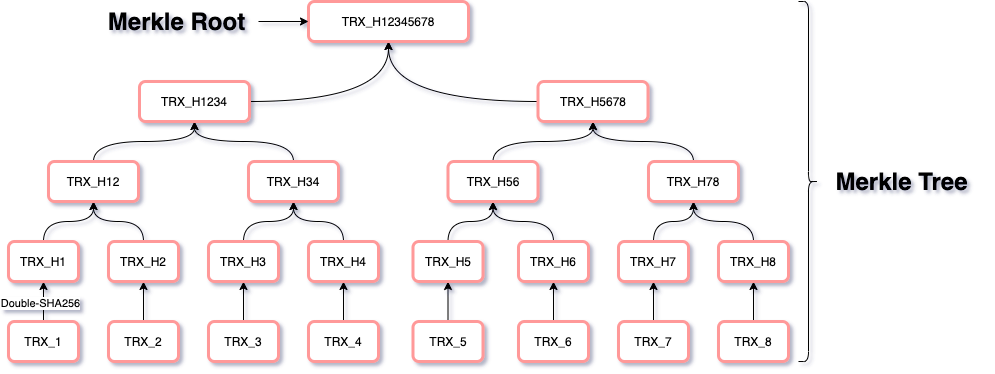 Merkle Root
TRX_H12345678
TRX_H1234
TRX_H5678
Merkle Tree
TRX_H12
TRX_H34
TRX_H56
TRX_H78
TRX_H1
TRX_H2
TRX_H3
TRX_H4
TRX_H5
TRX_H6
TRX_H7
TRX_H8
Double-SHA256
TRX_1
TRX_2
TRX_3
TRX_4
TRX_5
TRX_6
TRX_7
TRX_8